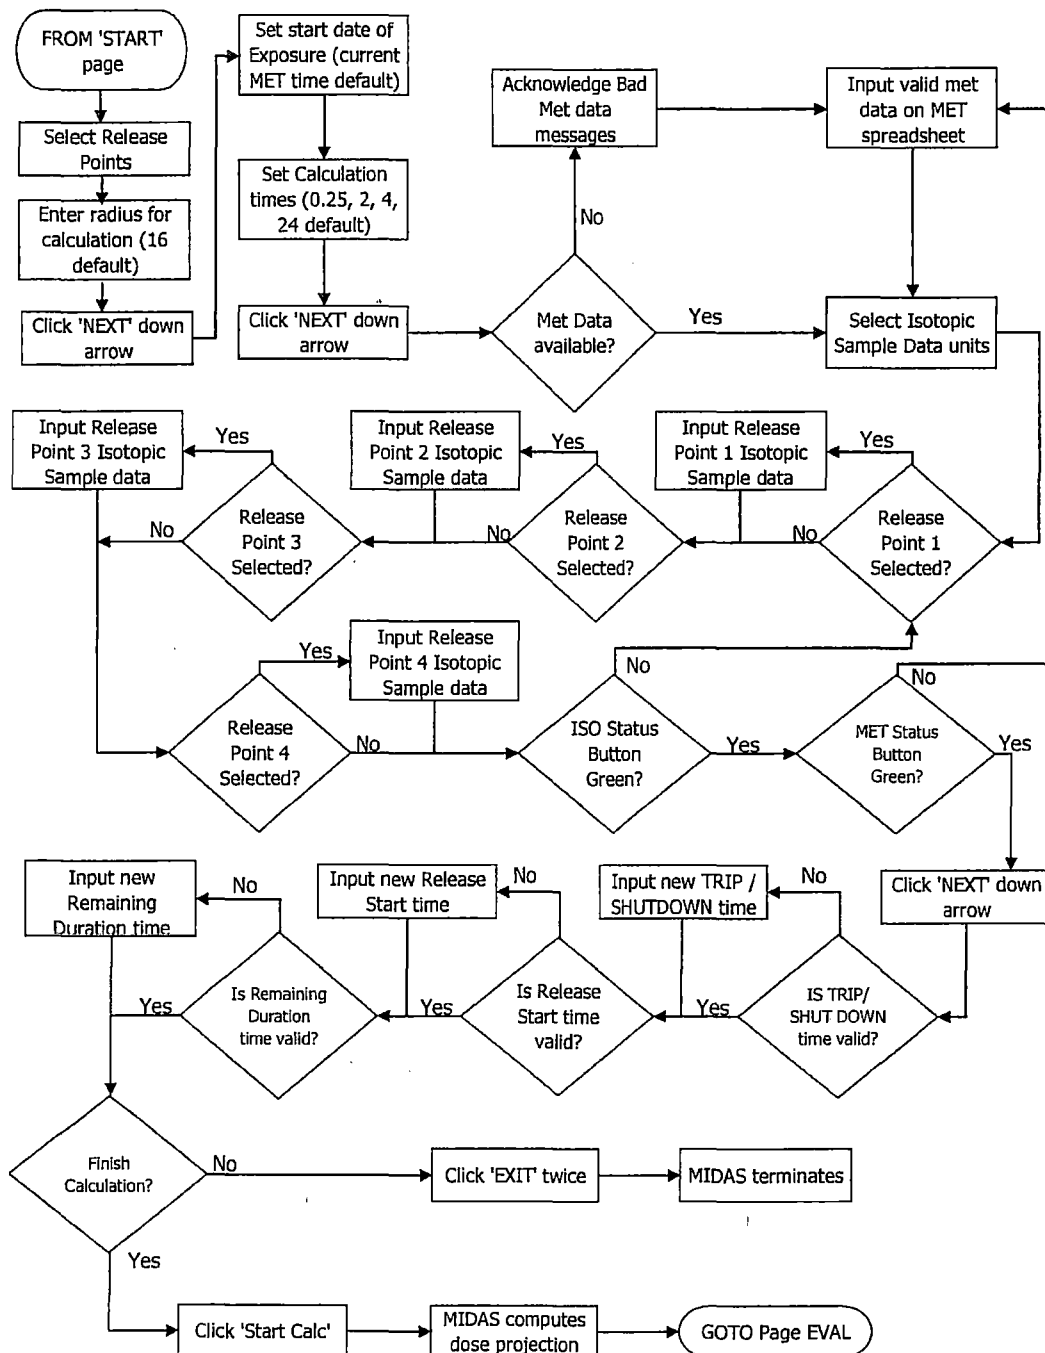 FROM 'START'
page
Select Release
Points
Enter radius for
calculation (16
default)
Click 'NEXT' down
arrow
Set start date of
Exposure (current
MET time default)
Set Calculation
times (0.25, 2, 4,
24 default)
Click 'NEXT' down
arrow
Met Data
available?
No
Acknowledge Bad
Met data
messages
Input valid met
data on MET
spreadsheet
Yes
Select Isotopic
Sample Data units
Release
Point 1
Selected?
Yes
Input Release
Point 1 Isotopic
Sample data
No
Release
Point 2
Selected?
Yes
Input Release
Point 2 Isotopic
Sample data
No
Release
Point 3
Selected?
Yes
Input Release
Point 3 Isotopic
Sample data
No
Release
Point 4
Selected?
Yes
Input Release
Point 4 Isotopic
Sample data
No
ISO Status
Button
Green?
No
Yes
MET Status
Button
Green?
No
Yes
Click 'NEXT' down
arrow
IS TRIP/
SHUT DOWN
time valid?
No
Input new TRIP /
SHUTDOWN time
Yes
Is Release
Start time
valid?
No
Input new Release
Start time
Yes
Is Remaining
Duration
time valid?
No
Input new
Remaining
Duration time
Yes
Finish
Calculation?
No
Click 'EXIT' twice
MIDAS terminates
Yes
Click 'Start Calc'
MIDAS computes
dose projection
GOTO Page EVAL